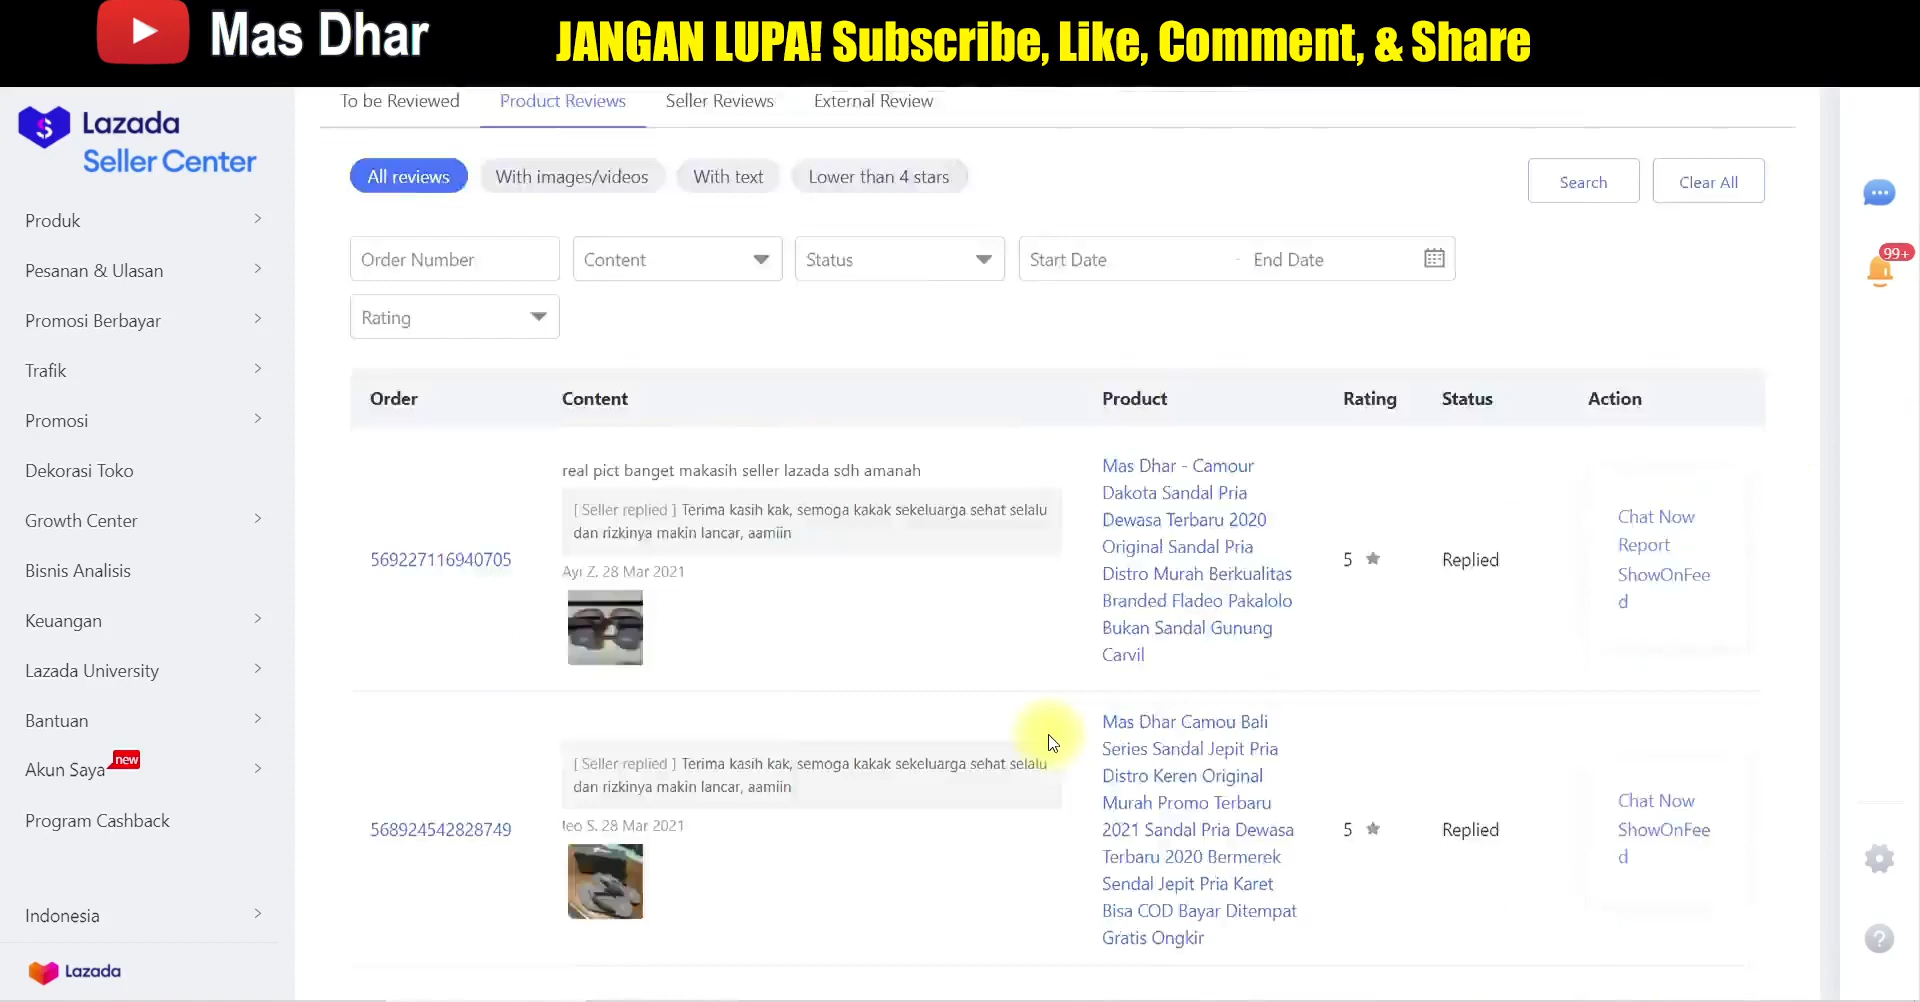 Mas Dhar
JANGAN LUPA! Subscribe, Like, Comment, & Share
Lazada
Seller Center
Produk
Pesanan & Ulasan
Promosi Berbayar
Trafik
Promosi
Dekorasi Toko
Growth Center
Bisnis Analisis
Keuangan
Lazada University
Bantuan
Akun Saya new
Program Cashback
Indonesia
Lazada
To be Reviewed Product Reviews Seller Reviews External Review
All reviews With images/videos With text Lower than 4 stars Search Clear All
Order Number Content Status Start Date - End Date
Rating
Order Content Product Rating Status Action
569227116940705
real pict banget makasih seller lazada sdh amanah
[ Seller replied ] Terima kasih kak, semoga kakak sekeluarga sehat selalu
dan rizkinya makin lancar, aamiin
Ayi Z. 28 Mar 2021
Mas Dhar - Camour
Dakota Sandal Pria
Dewasa Terbaru 2020
Original Sandal Pria
Distro Murah Berkualitas
Branded Fladeo Pakalolo
Bukan Sandal Gunung
Carvil
5
Replied
Chat Now
Report
ShowOnFee
d
568924542828749
[ Seller replied ] Terima kasih kak, semoga kakak sekeluarga sehat selalu
dan rizkinya makin lancar, aamiin
leo S. 28 Mar 2021
Mas Dhar Camou Bali
Series Sandal Jepit Pria
Distro Keren Original
Murah Promo Terbaru
2021 Sandal Pria Dewasa
Terbaru 2020 Bermerek
Sendal Jepit Pria Karet
Bisa COD Bayar Ditempat
Gratis Ongkir
5
Replied
Chat Now
ShowOnFee
d
99+
?